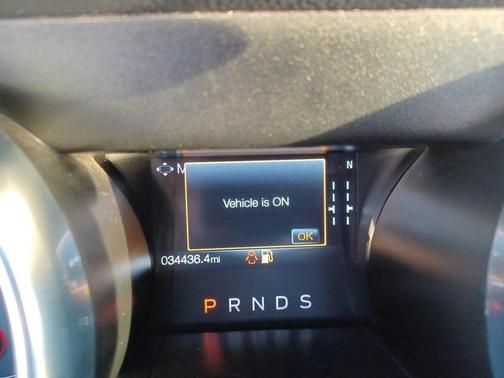 M
N
Vehicle is ON
OK
034436.4mi
P R N D S